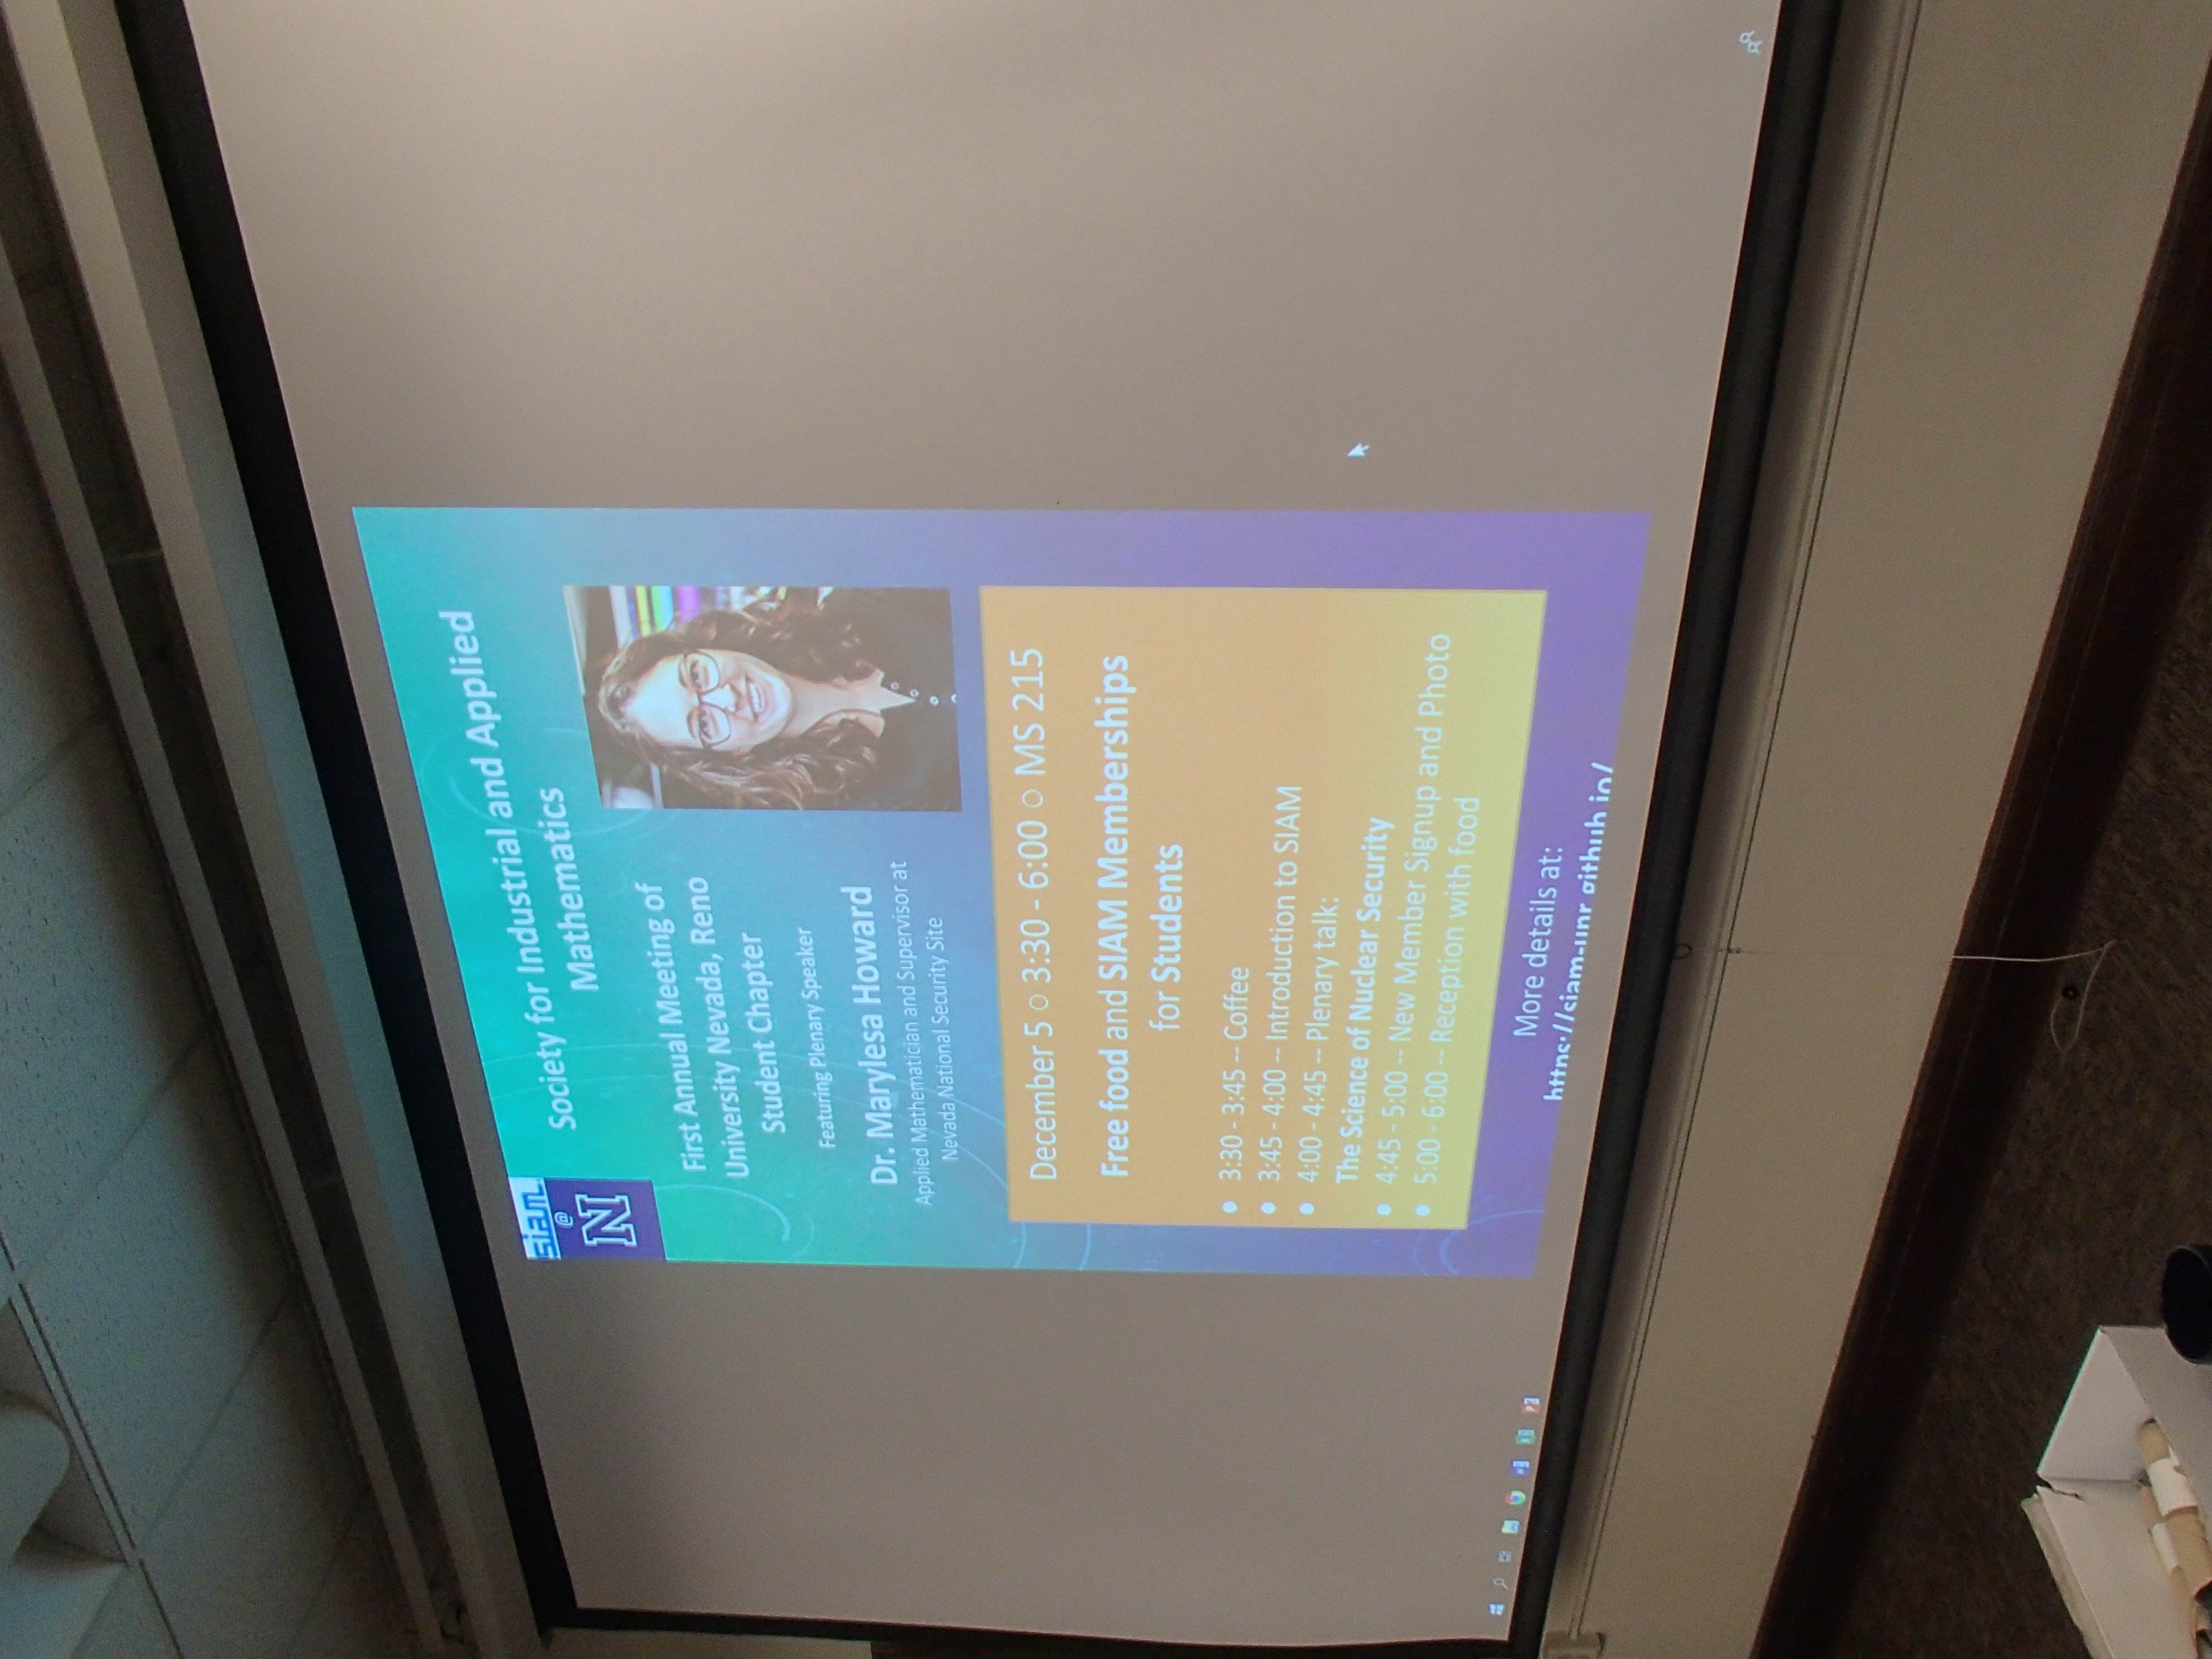 siam
@
N
Society for Industrial and Applied
Mathematics
First Annual Meeting of
University Nevada, Reno
Student Chapter
Featuring Plenary Speaker
Dr. Marylesa Howard
Applied Mathematician and Supervisor at
Nevada National Security Site
December 5 ○ 3:30 - 6:00 ○ MS 215
Free food and SIAM Memberships
for Students
● 3:30 - 3:45 -- Coffee
● 3:45 - 4:00 -- Introduction to SIAM
● 4:00 - 4:45 -- Plenary talk:
The Science of Nuclear Security
● 4:45 - 5:00 -- New Member Signup and Photo
● 5:00 - 6:00 -- Reception with food
More details at:
https://siam-unr.github.io/